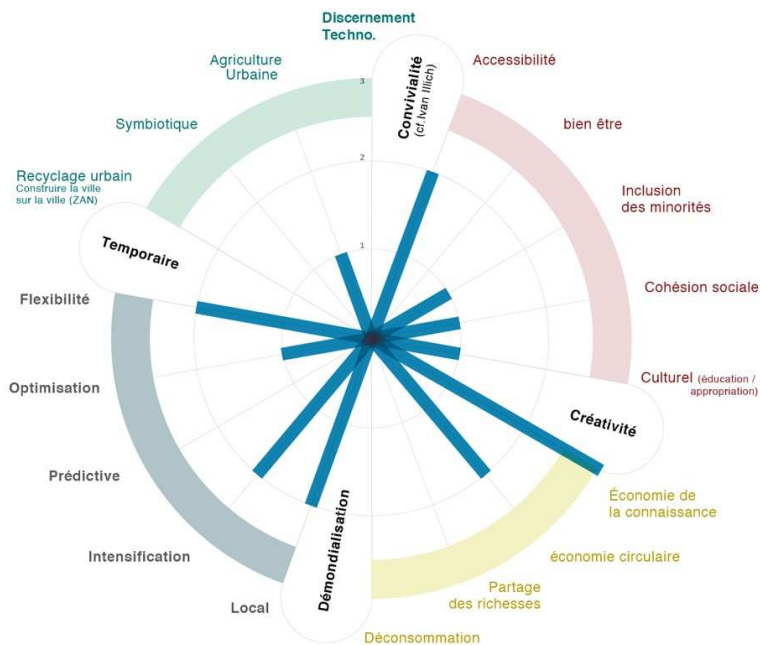 Discernement
Techno.
Convivialité
(cf.Ivan Illich)
Accessibilité
bien être
Inclusion
des minorités
Cohésion sociale
Culturel (éducation /
appropriation)
Créativité
Économie de
la connaissance
économie circulaire
Partage
des richesses
Déconsommation
Démondialisation
Local
Intensification
Prédictive
Optimisation
Flexibilité
Temporaire
Recyclage urbain
Construire la ville
sur la ville (ZAN)
Symbiotique
Agriculture
Urbaine
3
2
1